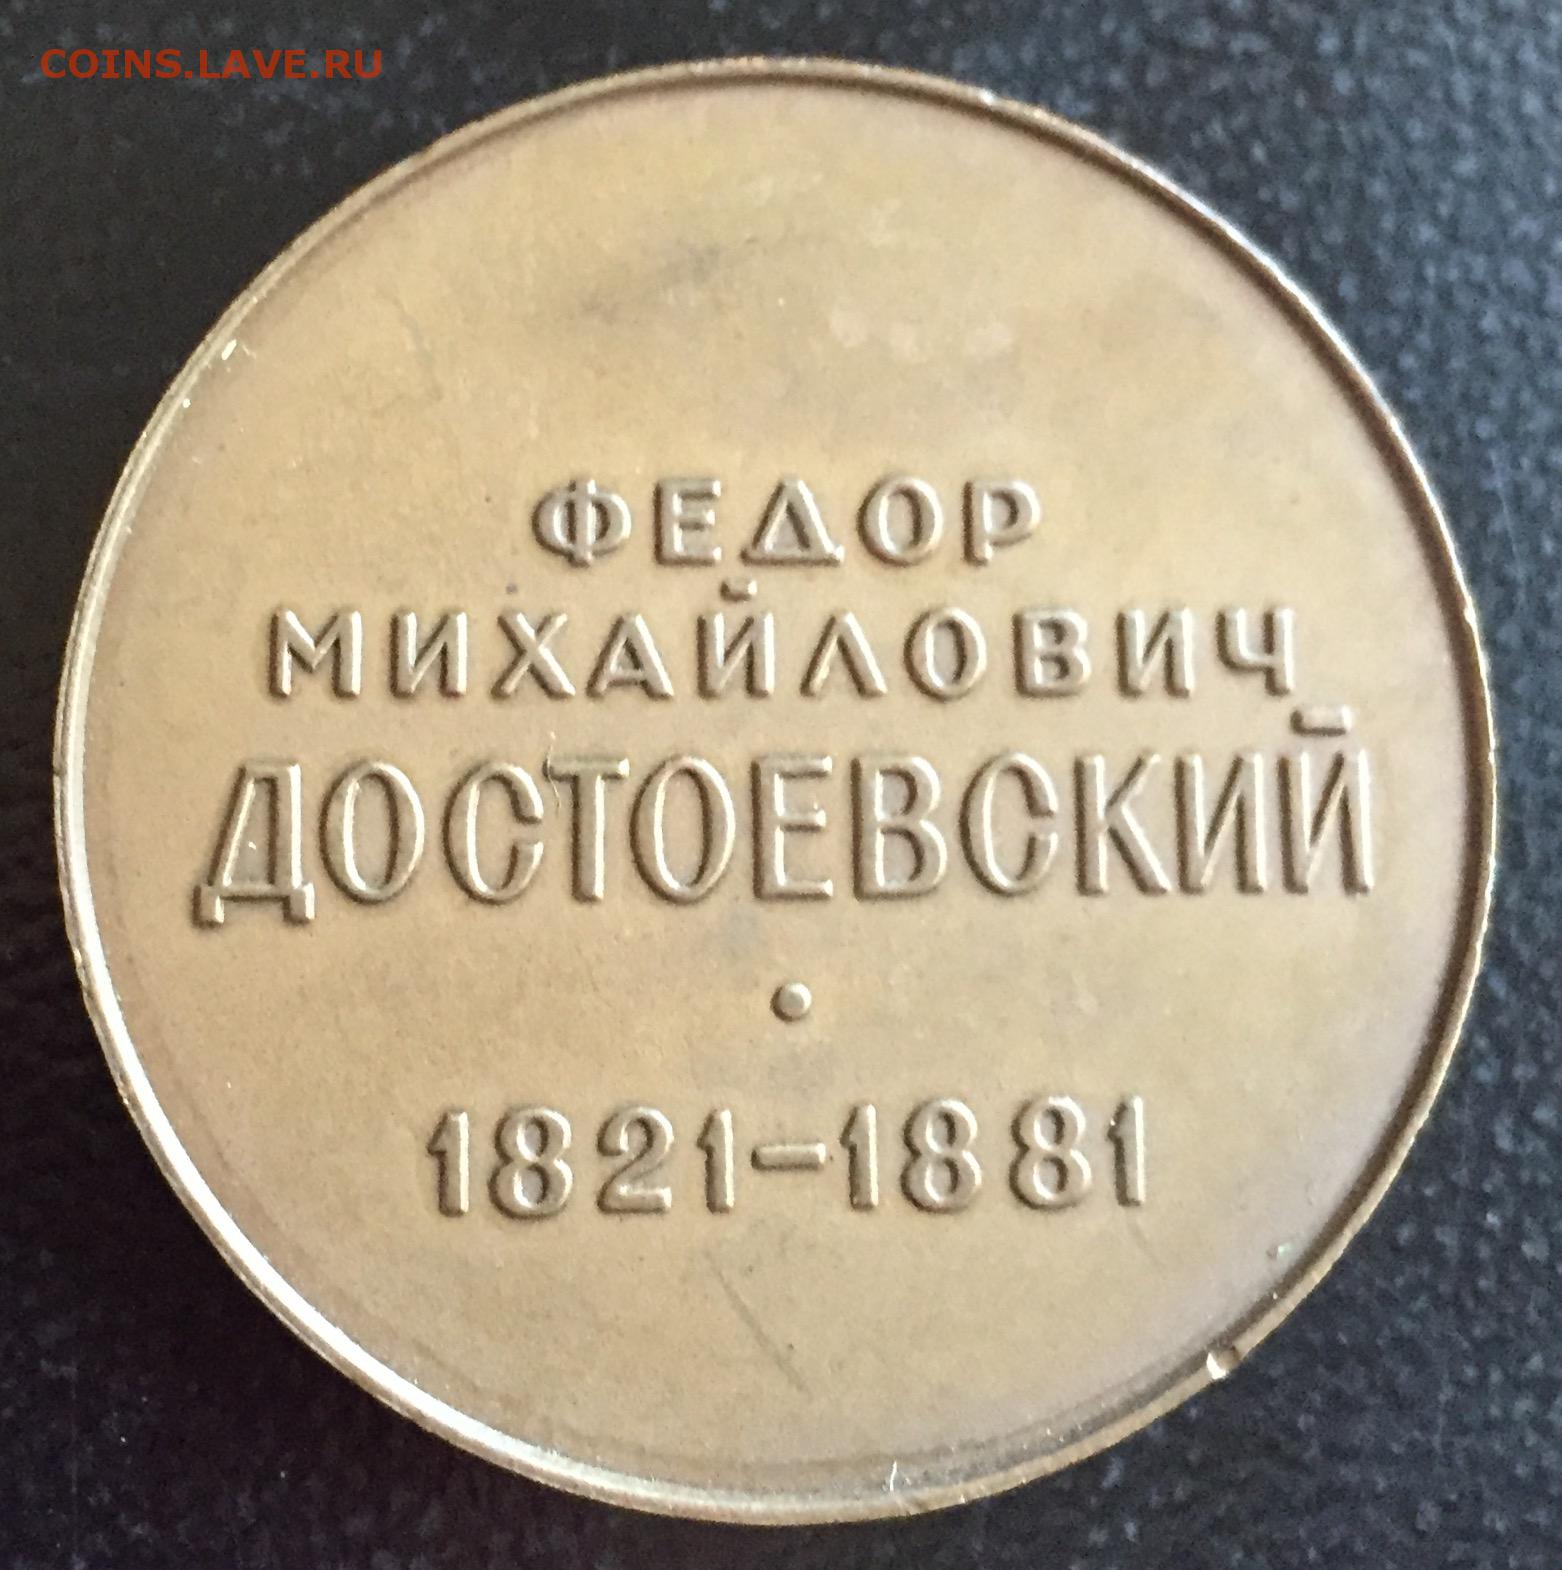 COINS.LAVE.RU
ФЕДОР
МИХАЙЛОВИЧ
ДОСТОЕВСКИЙ
1821-1881